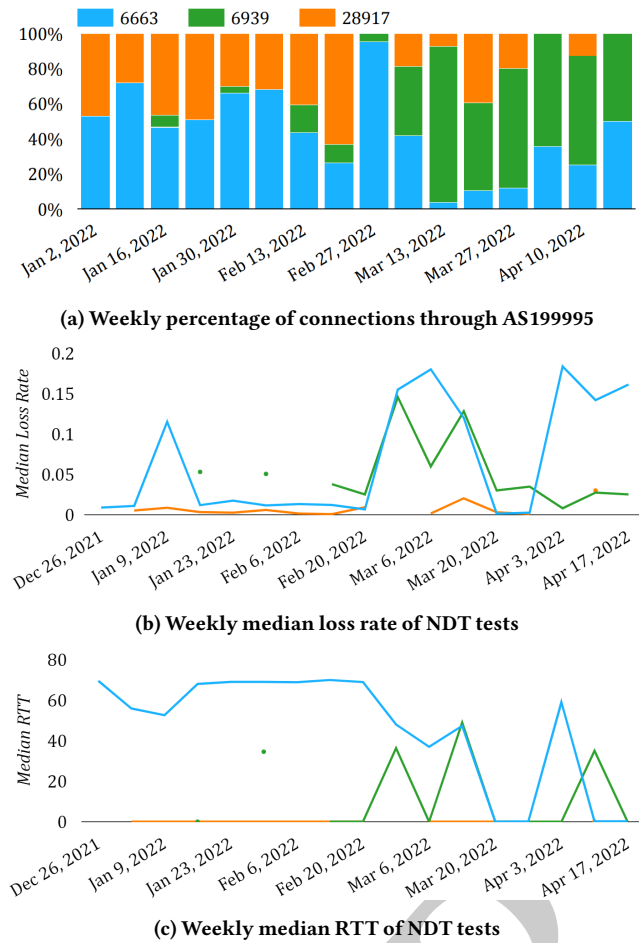 6663 6939 28917
100%
80%
60%
40%
20%
0%
Jan 2, 2022
Jan 16, 2022
Jan 30, 2022
Feb 13, 2022
Feb 27, 2022
Mar 13, 2022
Mar 27, 2022
Apr 10, 2022
(a) Weekly percentage of connections through AS199995
Median Loss Rate
0.2
0.15
0.1
0.05
0
Dec 26, 2021
Jan 9, 2022
Jan 23, 2022
Feb 6, 2022
Feb 20, 2022
Mar 6, 2022
Mar 20, 2022
Apr 3, 2022
Apr 17, 2022
(b) Weekly median loss rate of NDT tests
Median RTT
80
60
40
20
0
Dec 26, 2021
Jan 9, 2022
Jan 23, 2022
Feb 6, 2022
Feb 20, 2022
Mar 6, 2022
Mar 20, 2022
Apr 3, 2022
Apr 17, 2022
(c) Weekly median RTT of NDT tests